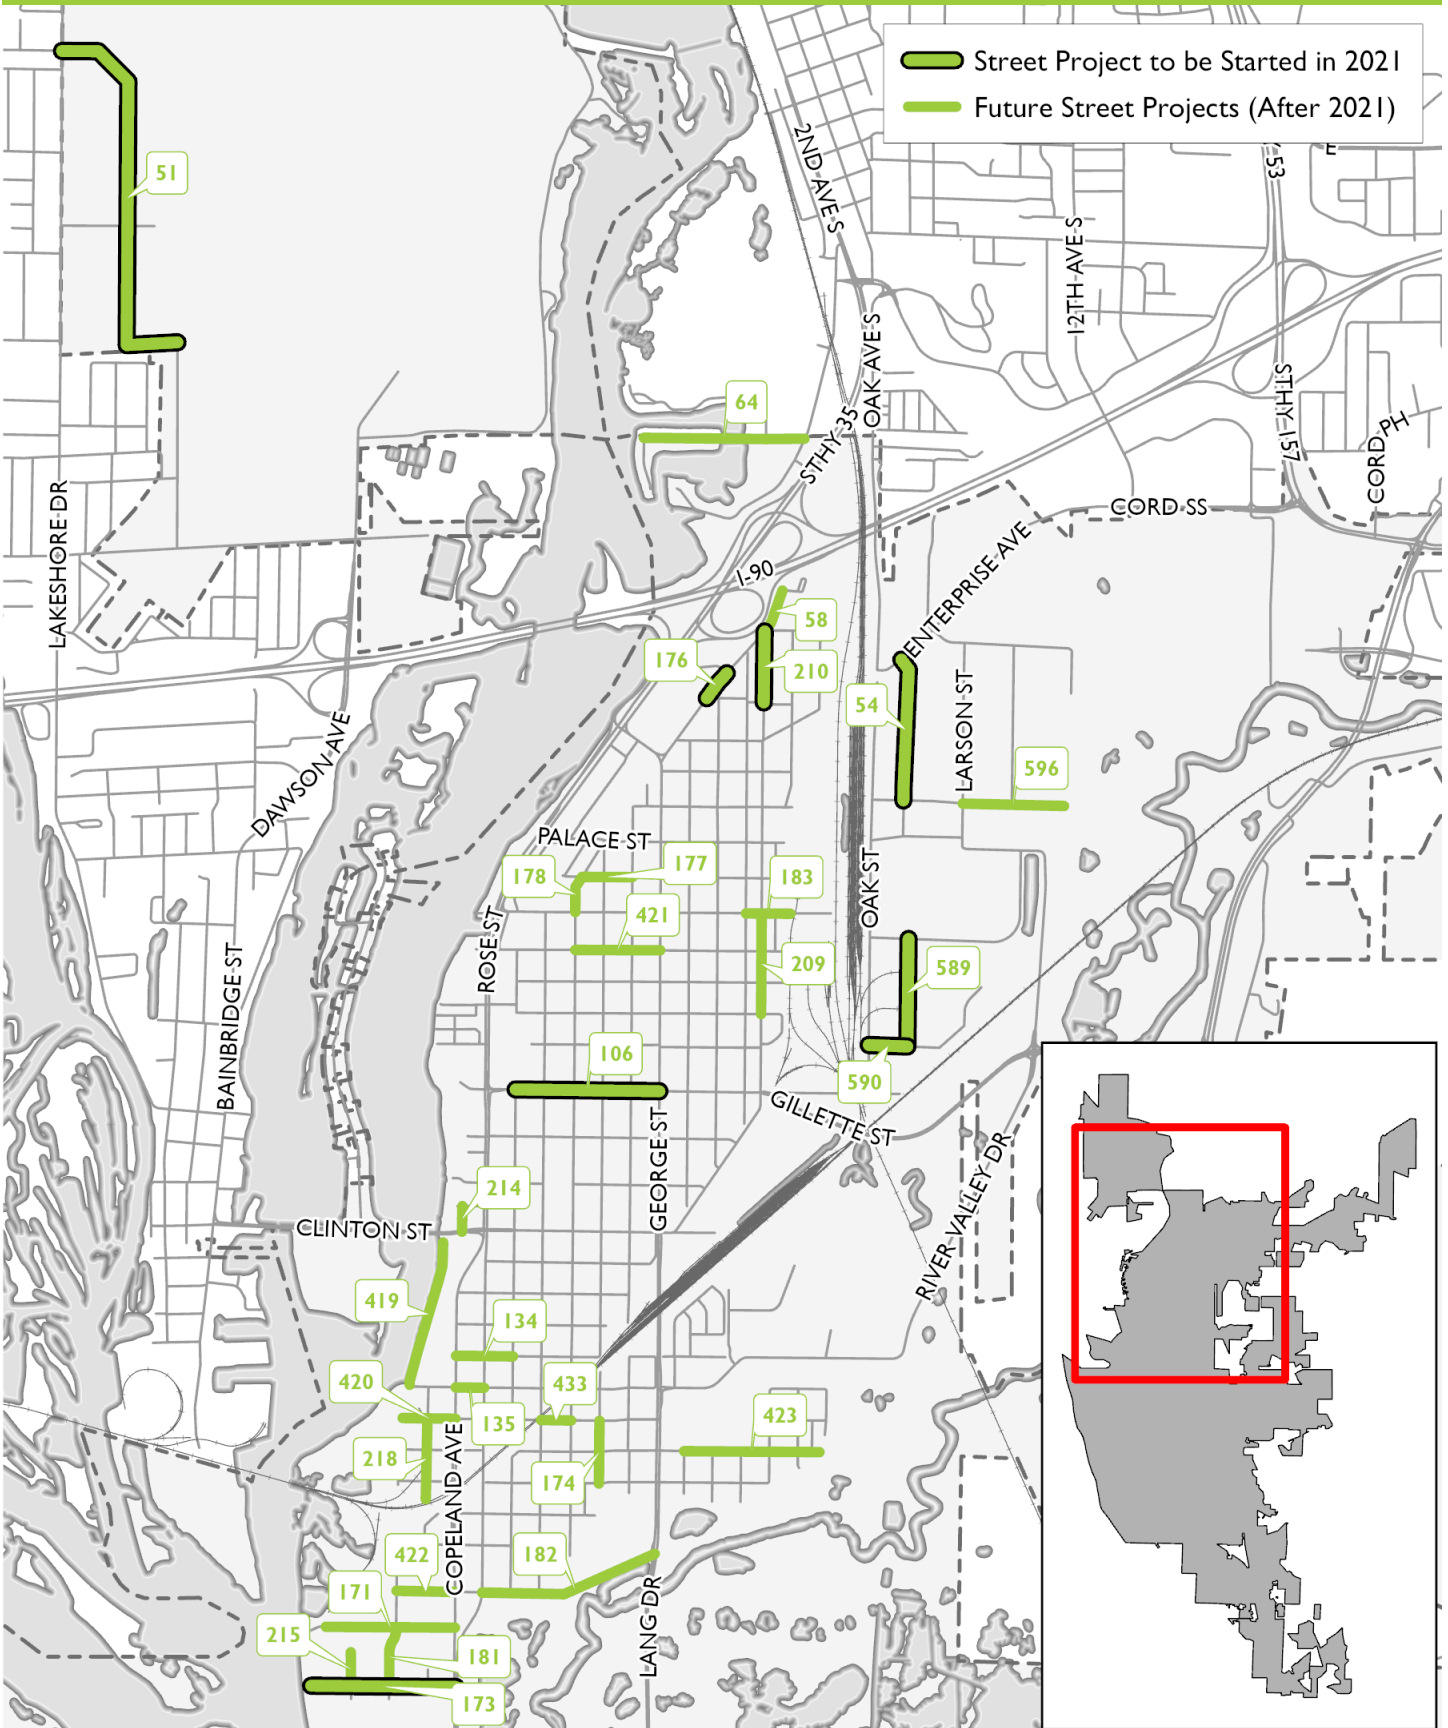 Street Project to be Started in 2021
Future Street Projects (After 2021)
53
E
2ND AVE S
51
12TH AVE S
OAK AVE S
64
STHY 35
STHY 157
CORD PH
LAKESHORE DR
CORD SS
I-90
ENTERPRISE AVE
58
176
210
54
LARSON ST
596
DAWSON AVE
PALACE ST
178
177
183
421
OAK ST
ROSE ST
209
589
BAINBRIDGE ST
106
590
GILLETTE ST
GEORGE ST
RIVER VALLEY DR
214
CLINTON ST
419
134
420
433
135
423
218
174
COPELAND AVE
422
182
171
LANG DR
215
181
173